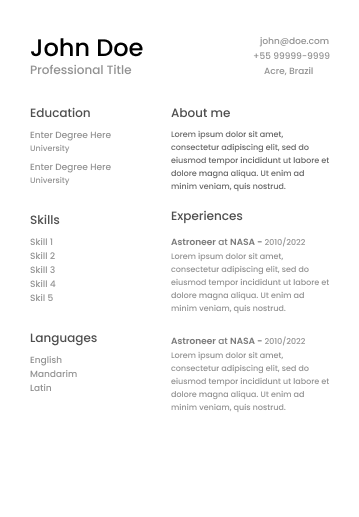 John Doe
Professional Title
john@doe.com
+55 99999-9999
Acre, Brazil
Education
Enter Degree Here
University
Enter Degree Here
University
Skills
Skill 1
Skill 2
Skill 3
Skill 4
Skil 5
Languages
English
Mandarim
Latin
About me
Lorem ipsum dolor sit amet,
consectetur adipiscing elit, sed do
eiusmod tempor incididunt ut labore et
dolore magna aliqua. Ut enim ad
minim veniam, quis nostrud.
Experiences
Astroneer at NASA - 2010/2022
Lorem ipsum dolor sit amet,
consectetur adipiscing elit, sed do
eiusmod tempor incididunt ut labore et
dolore magna aliqua. Ut enim ad
minim veniam, quis nostrud.
Astroneer at NASA - 2010/2022
Lorem ipsum dolor sit amet,
consectetur adipiscing elit, sed do
eiusmod tempor incididunt ut labore et
dolore magna aliqua. Ut enim ad
minim veniam, quis nostrud.